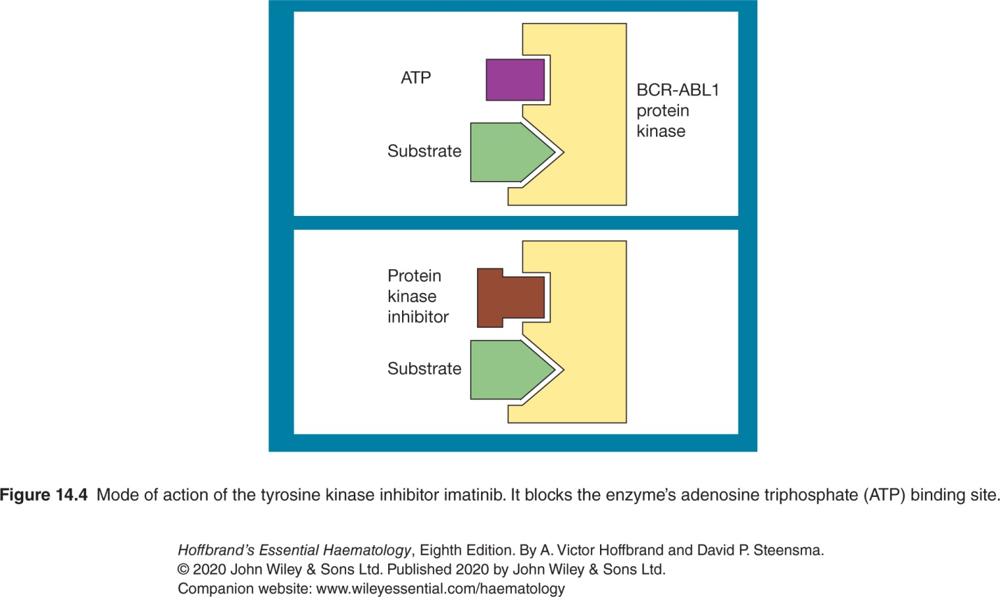 ATP
BCR-ABL1
protein
kinase
Substrate
Protein
kinase
inhibitor
Substrate
Figure 14.4 Mode of action of the tyrosine kinase inhibitor imatinib. It blocks the enzyme’s adenosine triphosphate (ATP) binding site.
Hoffbrand’s Essential Haematology, Eighth Edition. By A. Victor Hoffbrand and David P. Steensma.
© 2020 John Wiley & Sons Ltd. Published 2020 by John Wiley & Sons Ltd.
Companion website: www.wileyessential.com/haematology